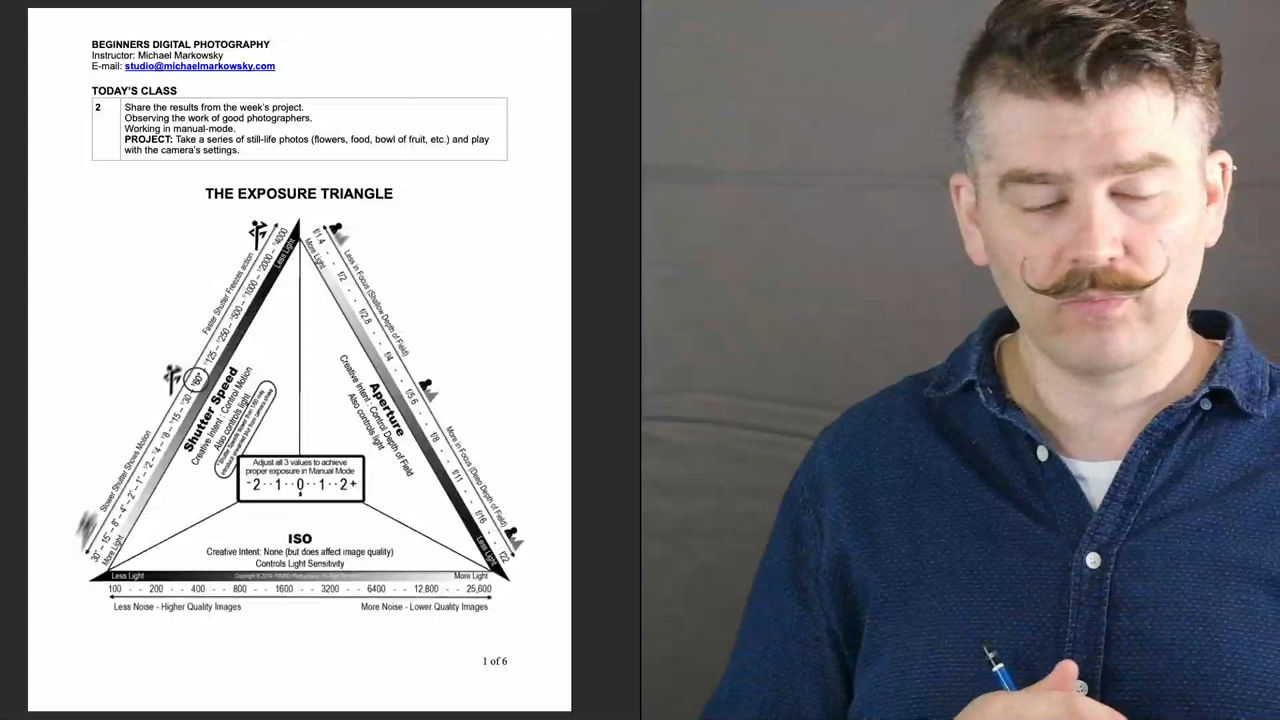 BEGINNERS DIGITAL PHOTOGRAPHY
Instructor: Michael Markowsky
E-mail: studio@michaelmarkowsky.com
TODAY'S CLASS
2
Share the results from the week's project.
Observing the work of good photographers.
Working in manual-mode.
PROJECT: Take a series of still-life photos (flowers, food, bowl of fruit, etc.) and play
with the camera's settings.
THE EXPOSURE TRIANGLE
Faster Shutter Freezes action
Slower Shutter Shows Motion
Less Light
More Light
Shutter Speed
Creative Intent : Control Motion
Also controls light
More Light
f/1.4 - - f/2 - - f/2.8 - - f/4 - - f/5.6 - - f/8 - - f/11 - - f/16 - - f/22
Less in Focus (Shallow Depth of Field)
More in Focus (Deep Depth of Field)
Less Light
Aperture
Creative Intent : Control Depth of Field
Also controls light
Adjust all 3 values to achieve
proper exposure in Manual Mode
-2··1··0··1··2+
ISO
Creative Intent: None (but does affect image quality)
Controls Light Sensitivity
Less Light
More Light
100 - - 200 - - 400 - - 800 - - 1600 - - 3200 - - 6400 - - 12,800 - - 25,600
Less Noise - Higher Quality Images
More Noise - Lower Quality Images
1 of 6